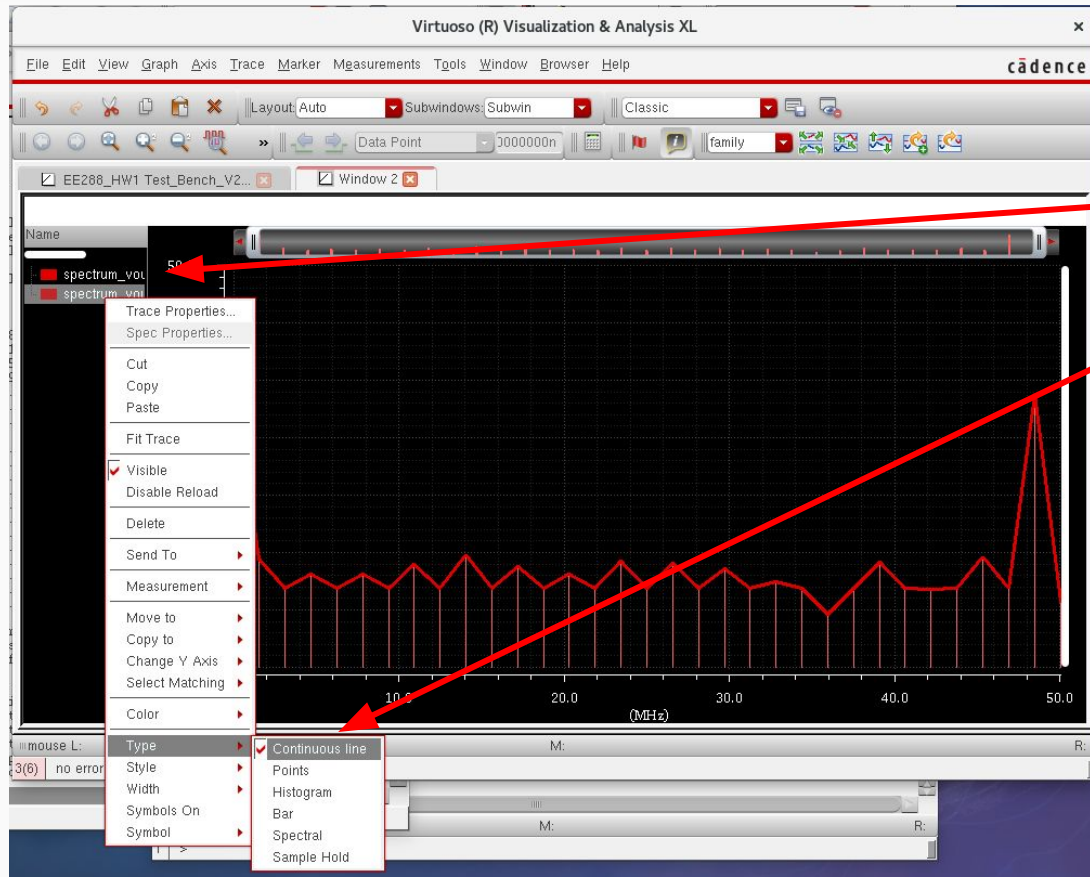 Virtuoso (R) Visualization & Analysis XL
File Edit View Graph Axis Trace Marker Measurements Tools Window Browser Help cādence
Layout: Auto Subwindows: Subwin Classic
» Data Point 0000000n family
EE288_HW1 Test_Bench_V2... Window 2
Name
spectrum_vou
spectrum_vou
50
Trace Properties...
Spec Properties...
Cut
Copy
Paste
Fit Trace
Visible
Disable Reload
Delete
Send To
Measurement
Move to
Copy to
Change Y Axis
Select Matching
Color
Type
Style
Width
Symbols On
Symbol
Continuous line
Points
Histogram
Bar
Spectral
Sample Hold
10.0 20.0 30.0 40.0 50.0
(MHz)
mouse L: M: R:
3(6) no error
M: R:
1 >